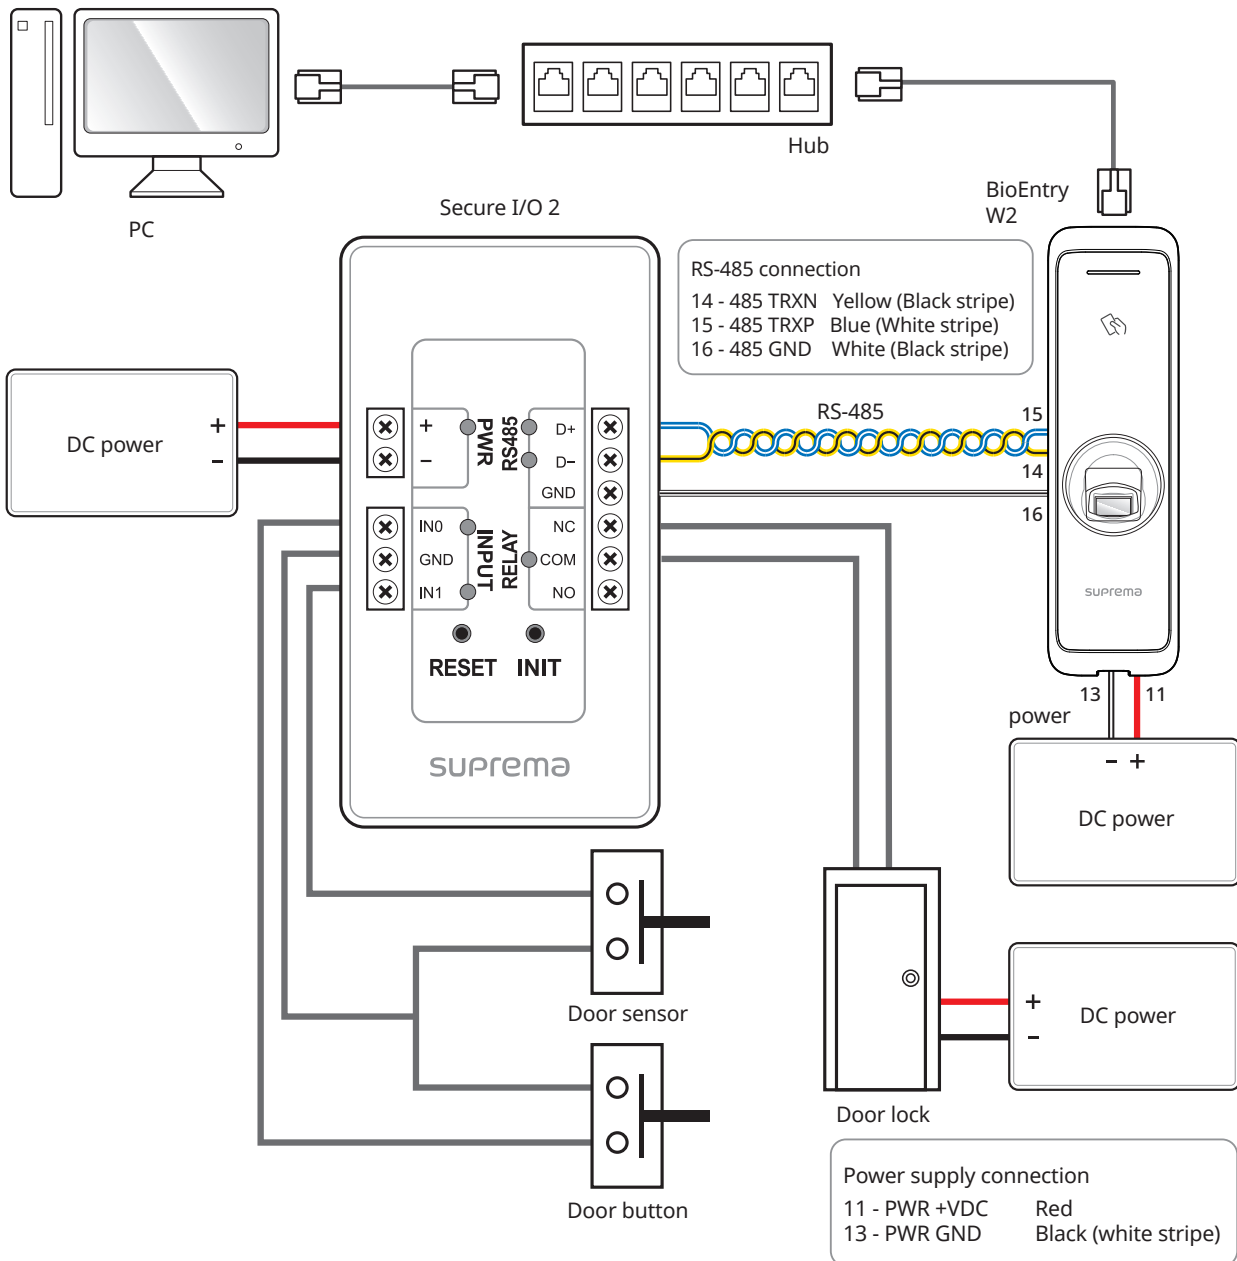 Hub
PC
BioEntry
W2
Secure I/O 2
RS-485 connection
14 - 485 TRXN Yellow (Black stripe)
15 - 485 TRXP Blue (White stripe)
16 - 485 GND White (Black stripe)
DC power
+
-
+
-
PWR
RS485
D+
D-
GND
IN0
GND
IN1
INPUT
RELAY
NC
COM
NO
RESET INIT
suprema
RS-485
15
14
16
suprema
13
11
power
- +
DC power
Door sensor
Door button
Door lock
+
-
DC power
Power supply connection
11 - PWR +VDC Red
13 - PWR GND Black (white stripe)